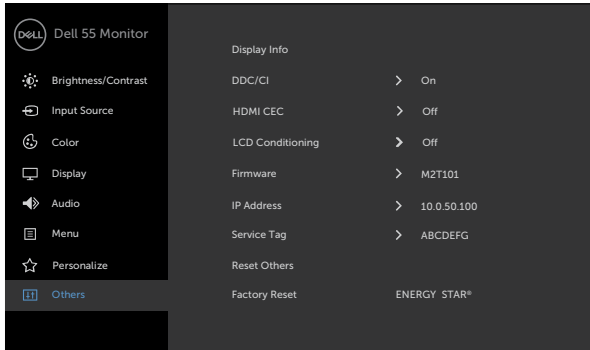 DELL Dell 55 Monitor
Display Info
Brightness/Contrast DDC/CI On
Input Source HDMI CEC Off
Color LCD Conditioning Off
Display Firmware M2T101
Audio IP Address 10.0.50.100
Menu Service Tag ABCDEFG
Personalize Reset Others
Others Factory Reset ENERGY STAR®